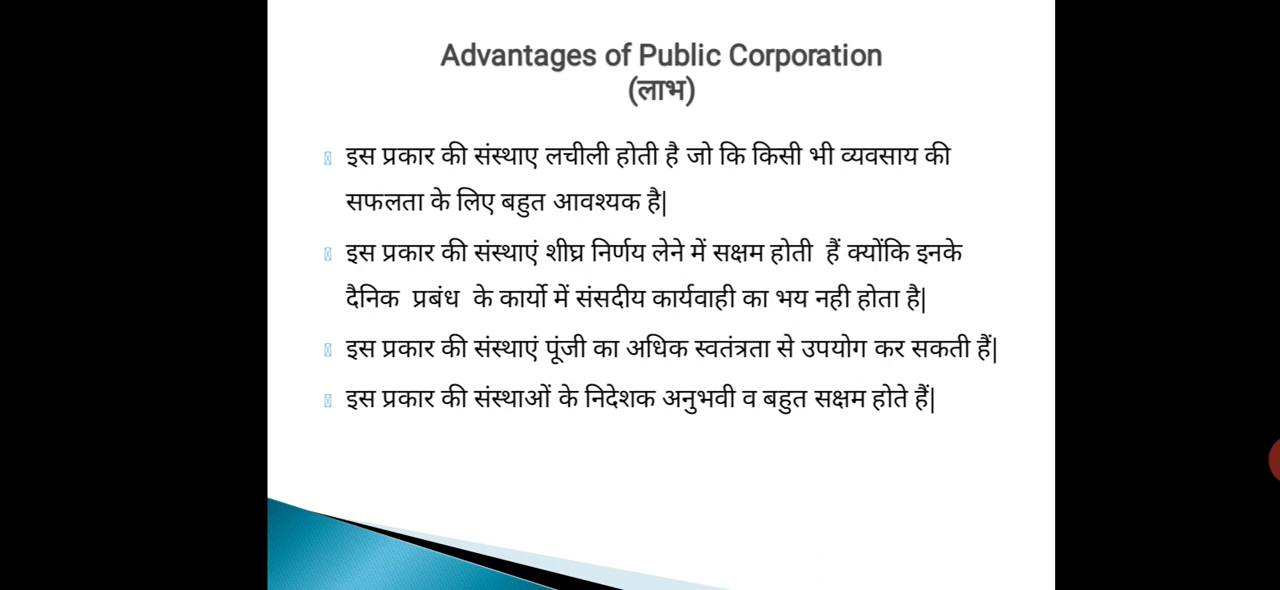 Advantages of Public Corporation
(लाभ)
इस प्रकार की संस्थाए लचीली होती है जो कि किसी भी व्यवसाय की
सफलता के लिए बहुत आवश्यक है|
इस प्रकार की संस्थाएं शीघ्र निर्णय लेने में सक्षम होती हैं क्योंकि इनके
दैनिक प्रबंध के कार्यो में संसदीय कार्यवाही का भय नही होता है|
इस प्रकार की संस्थाएं पूंजी का अधिक स्वतंत्रता से उपयोग कर सकती हैं|
इस प्रकार की संस्थाओं के निदेशक अनुभवी व बहुत सक्षम होते हैं|